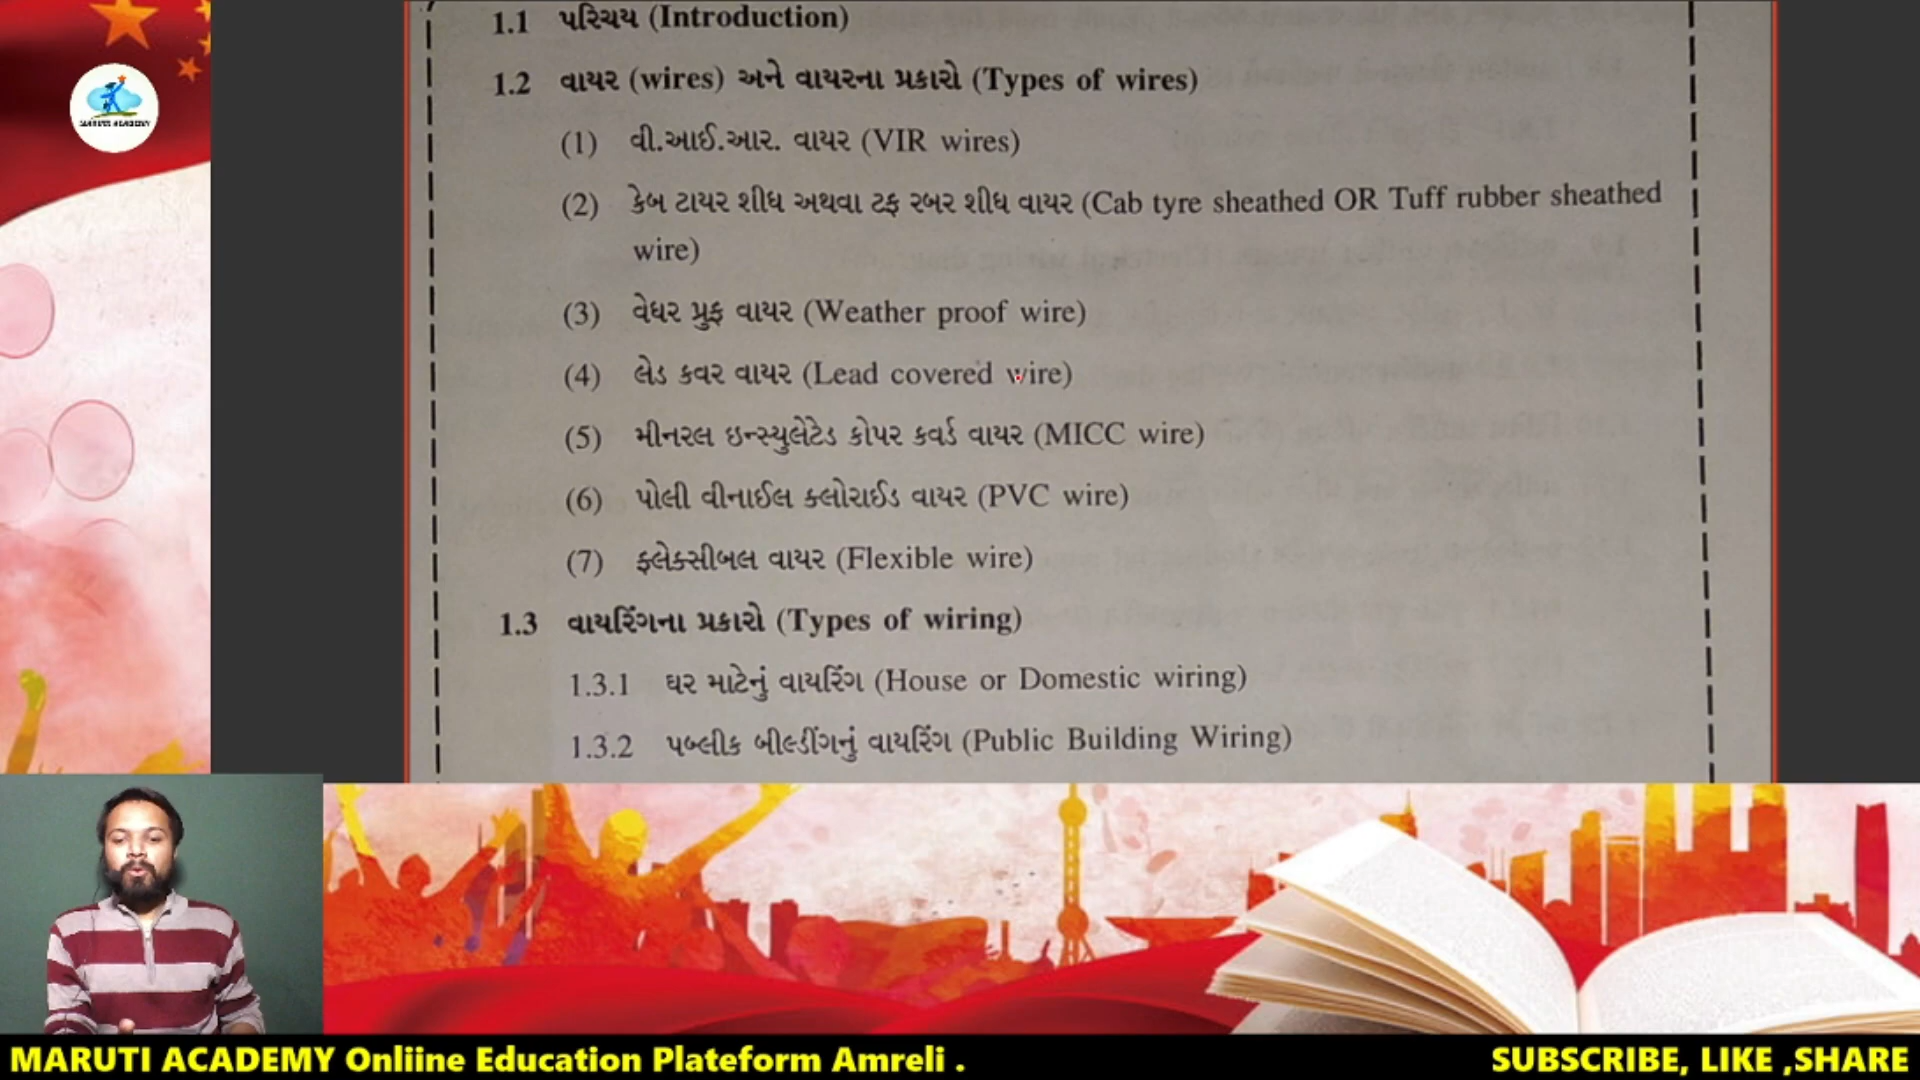 1.1 પરિચય (Introduction)
1.2 વાયર (wires) અને વાયરના પ્રકારો (Types of wires)
(1) વી.આઈ.આર. વાયર (VIR wires)
(2) કેબ ટાયર શીધ અથવા ટફ રબર શીધ વાયર (Cab tyre sheathed OR Tuff rubber sheathed
wire)
(3) વેધર પ્રુફ વાયર (Weather proof wire)
(4) લેડ કવર વાયર (Lead covered wire)
(5) મીનરલ ઇન્સ્યુલેટેડ કોપર કવર્ડ વાયર (MICC wire)
(6) પોલી વીનાઈલ ક્લોરાઈડ વાયર (PVC wire)
(7) ફ્લેક્સીબલ વાયર (Flexible wire)
1.3 વાયરિંગના પ્રકારો (Types of wiring)
1.3.1 ઘર માટેનું વાયરિંગ (House or Domestic wiring)
1.3.2 પબ્લીક બીલ્ડીંગનું વાયરિંગ (Public Building Wiring)
MARUTI ACADEMY
MARUTI ACADEMY Onliine Education Plateform Amreli .
SUBSCRIBE, LIKE ,SHARE